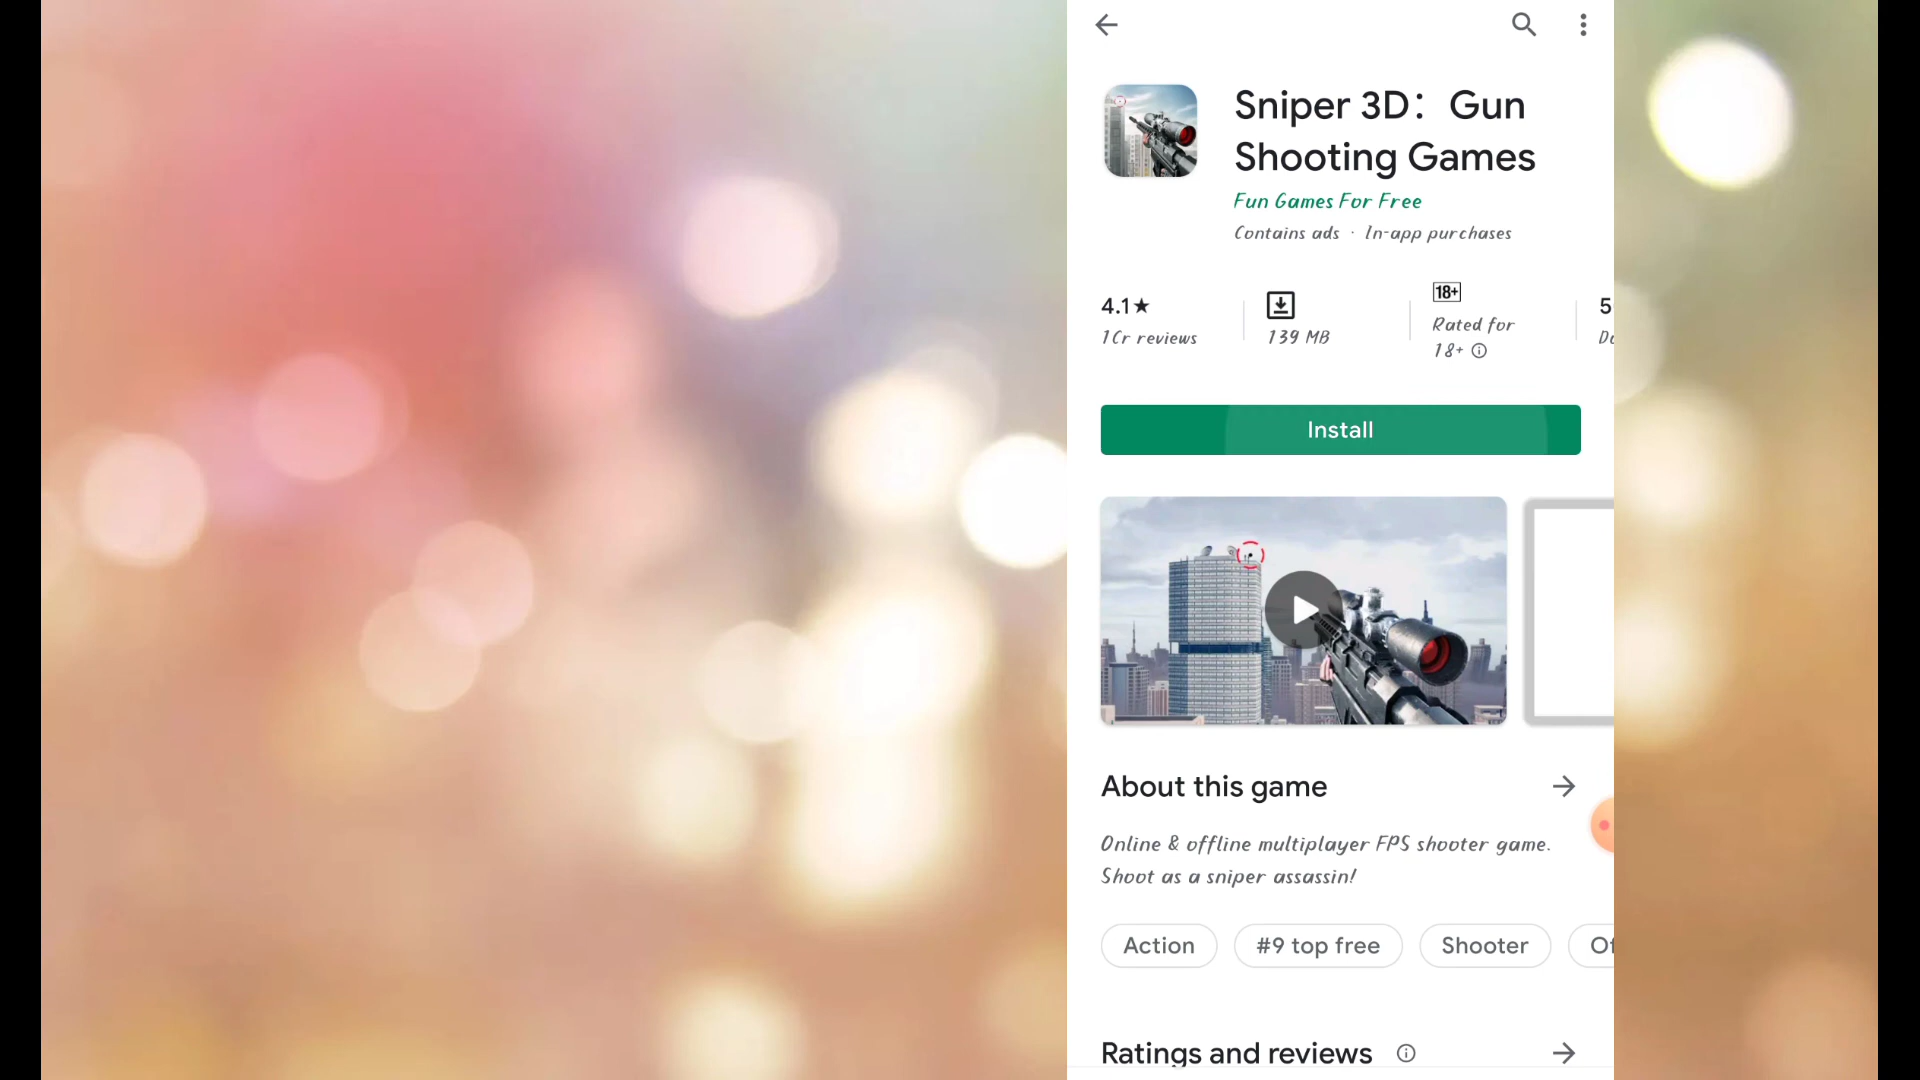 Sniper 3D: Gun
Shooting Games
Fun Games For Free
Contains ads · In-app purchases
4.1★
1Cr reviews
139 MB
18+
Rated for
18+
5
Install
About this game
Online & offline multiplayer FPS shooter game.
Shoot as a sniper assassin!
Action
#9 top free
Shooter
Ratings and reviews